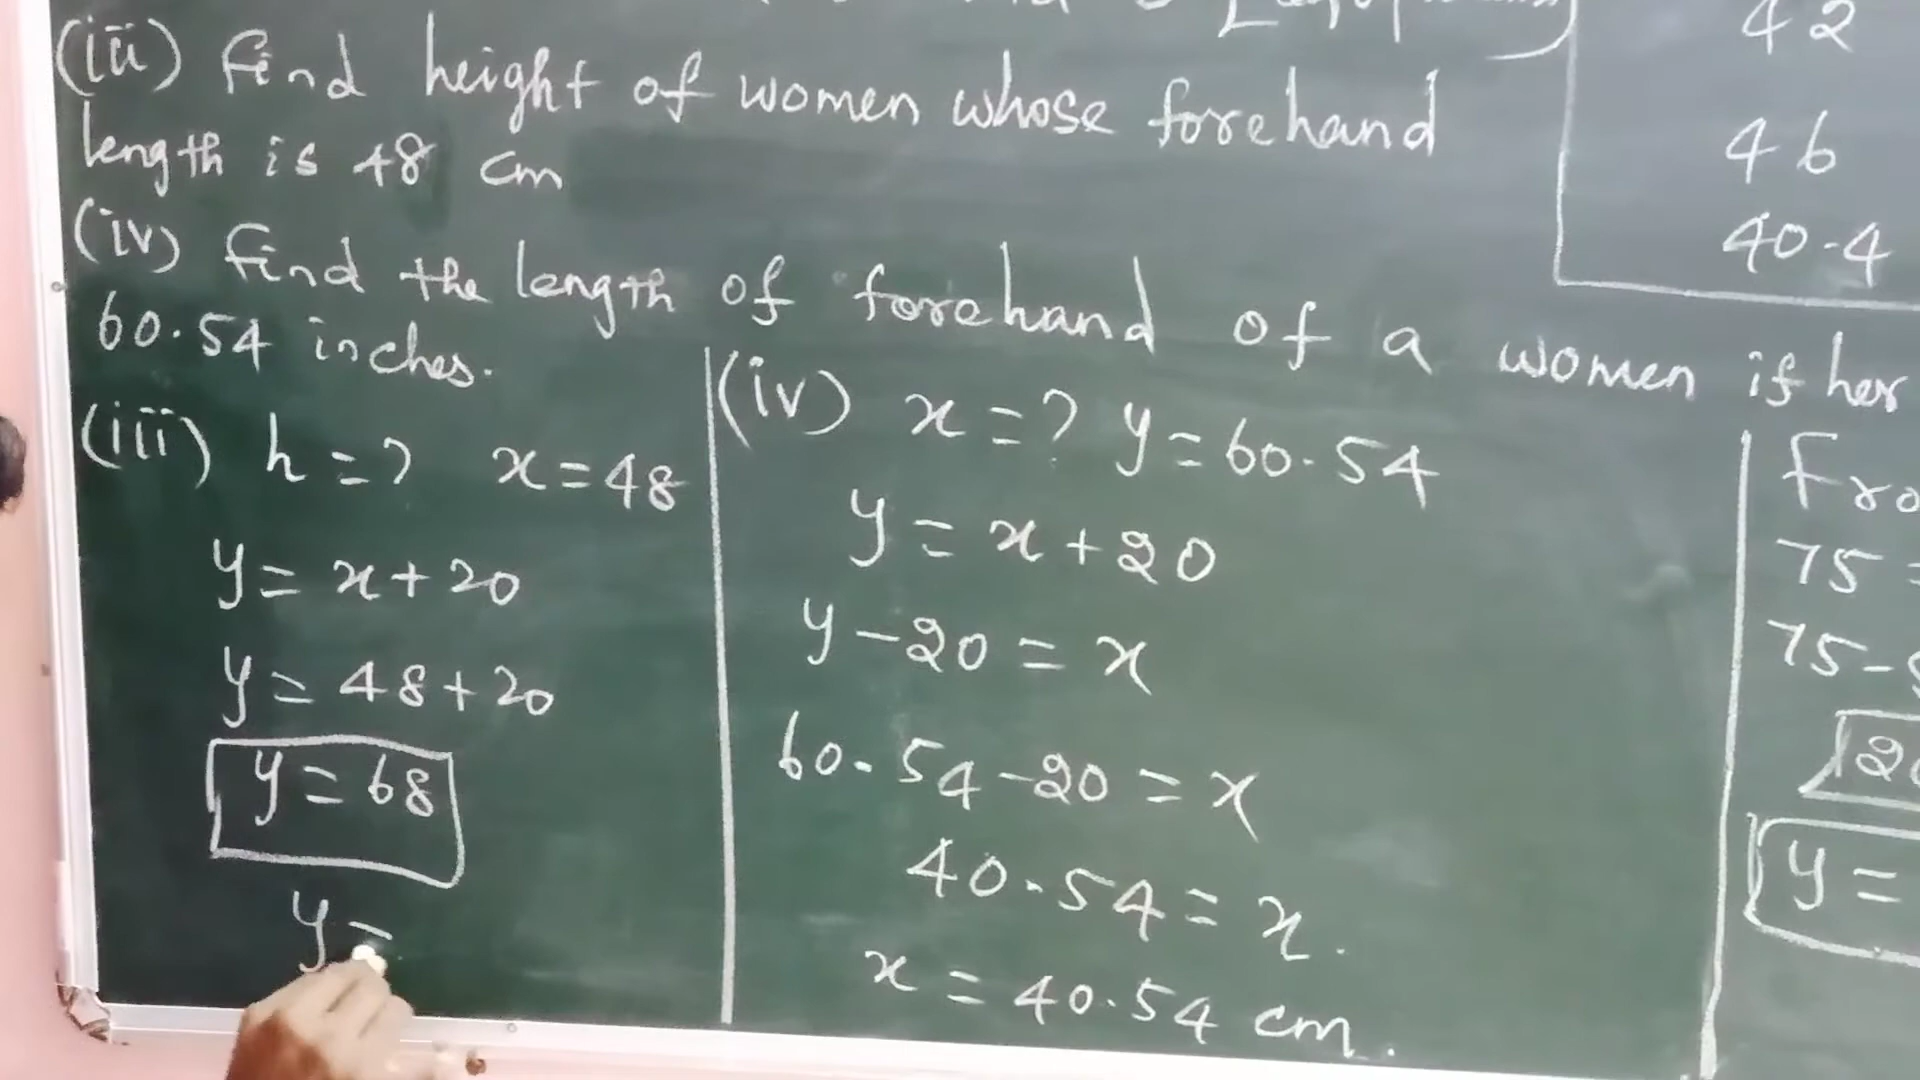 (iii) Find height of women whose forehand
length is 48 cm
(iv) Find the length of forehand of a women if her
60.54 inches.
(iii) h = ? x = 48
y = x + 20
y = 48 + 20
y = 68
y =
(iv) x = ? y = 60.54
y = x + 20
y - 20 = x
60.54 - 20 = x
40.54 = x.
x = 40.54 cm.
42
46
40.4
75 =
75 -
y =